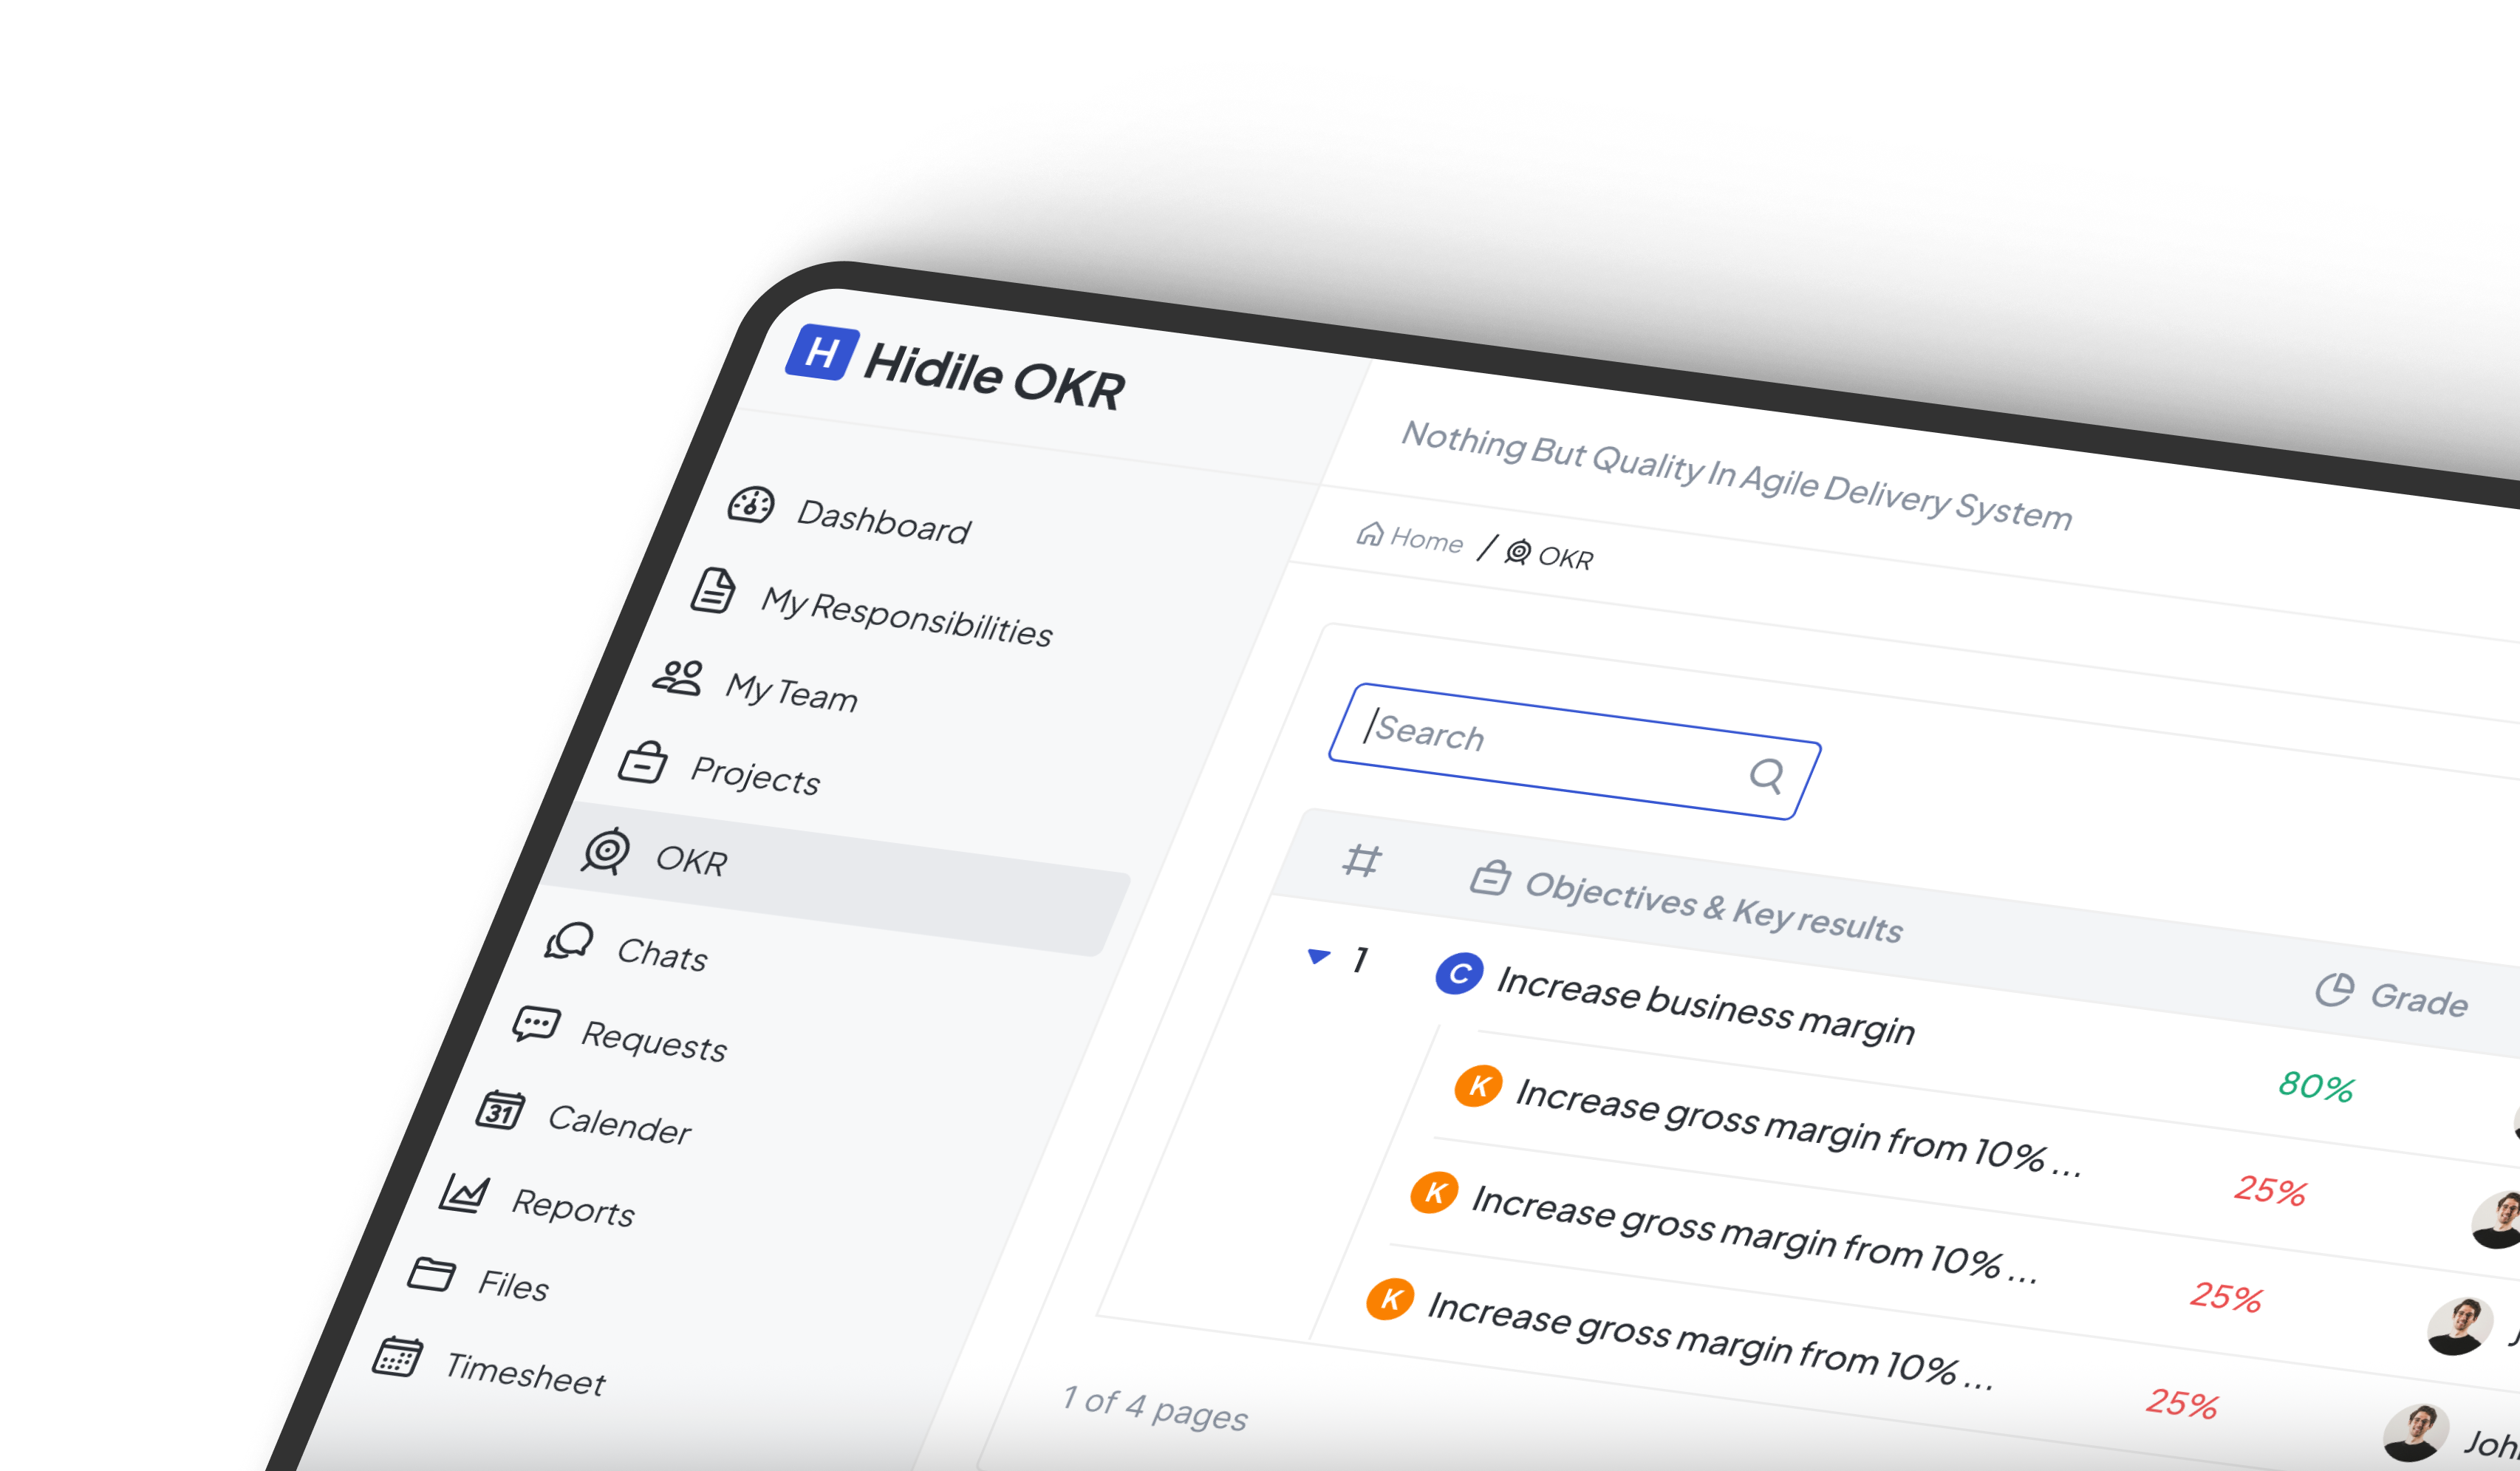 H Hidile OKR
Nothing But Quality In Agile Delivery System
Home / OKR
Dashboard
My Responsibilities
My Team
Projects
OKR
Chats
Requests
31 Calender
Reports
Files
Timesheet
Search
# Objectives & Key results Grade
1 C Increase business margin 80%
K Increase gross margin from 10% ... 25%
K Increase gross margin from 10% ... 25%
K Increase gross margin from 10% ... 25%
1 of 4 pages